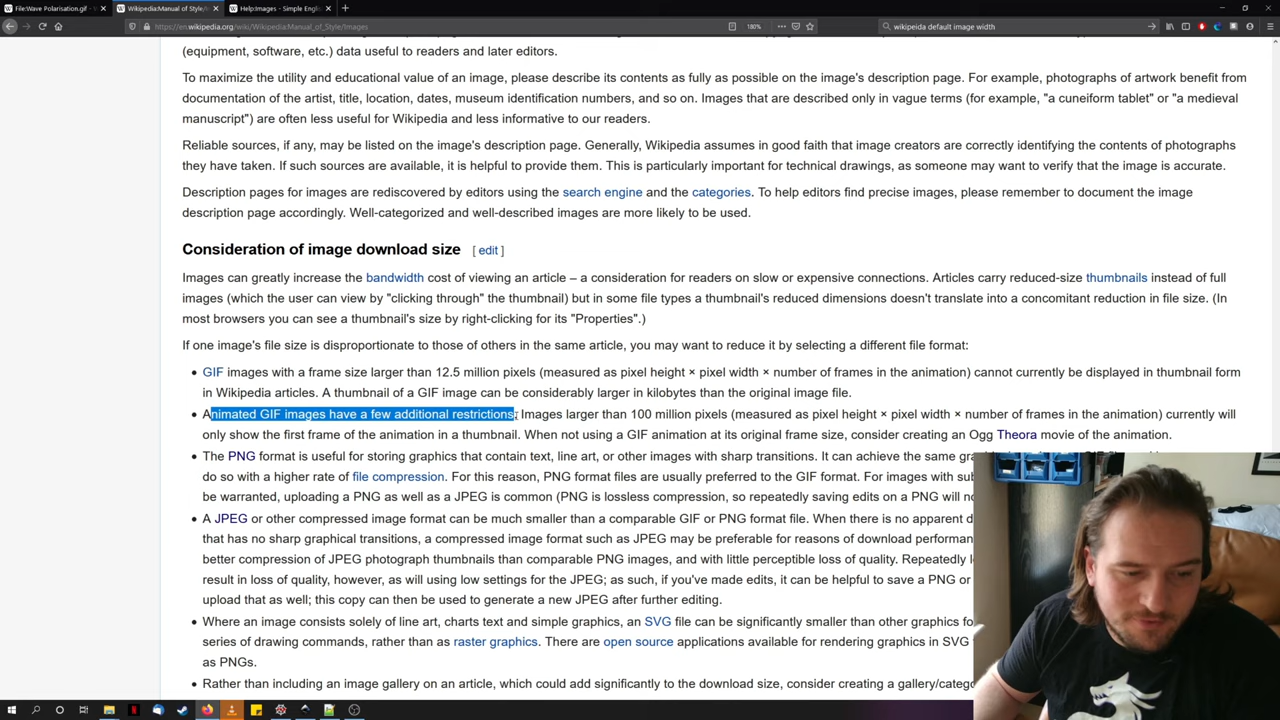 File:Wave Polarisation.gif
Wikipedia:Manual of Style/I
Help:Images - Simple Engli
https://en.wikipedia.org/wiki/Wikipedia:Manual_of_Style/Images
180%
wikipeida default image width
(equipment, software, etc.) data useful to readers and later editors.
To maximize the utility and educational value of an image, please describe its contents as fully as possible on the image's description page. For example, photographs of artwork benefit from
documentation of the artist, title, location, dates, museum identification numbers, and so on. Images that are described only in vague terms (for example, "a cuneiform tablet" or "a medieval
manuscript") are often less useful for Wikipedia and less informative to our readers.
Reliable sources, if any, may be listed on the image's description page. Generally, Wikipedia assumes in good faith that image creators are correctly identifying the contents of photographs
they have taken. If such sources are available, it is helpful to provide them. This is particularly important for technical drawings, as someone may want to verify that the image is accurate.
Description pages for images are rediscovered by editors using the search engine and the categories. To help editors find precise images, please remember to document the image
description page accordingly. Well-categorized and well-described images are more likely to be used.
Consideration of image download size [ edit ]
Images can greatly increase the bandwidth cost of viewing an article – a consideration for readers on slow or expensive connections. Articles carry reduced-size thumbnails instead of full
images (which the user can view by "clicking through" the thumbnail) but in some file types a thumbnail's reduced dimensions doesn't translate into a concomitant reduction in file size. (In
most browsers you can see a thumbnail's size by right-clicking for its "Properties".)
If one image's file size is disproportionate to those of others in the same article, you may want to reduce it by selecting a different file format:
• GIF images with a frame size larger than 12.5 million pixels (measured as pixel height × pixel width × number of frames in the animation) cannot currently be displayed in thumbnail form
in Wikipedia articles. A thumbnail of a GIF image can be considerably larger in kilobytes than the original image file.
• Animated GIF images have a few additional restrictions. Images larger than 100 million pixels (measured as pixel height × pixel width × number of frames in the animation) currently will
only show the first frame of the animation in a thumbnail. When not using a GIF animation at its original frame size, consider creating an Ogg Theora movie of the animation.
• The PNG format is useful for storing graphics that contain text, line art, or other images with sharp transitions. It can achieve the same gra
do so with a higher rate of file compression. For this reason, PNG format files are usually preferred to the GIF format. For images with sub
be warranted, uploading a PNG as well as a JPEG is common (PNG is lossless compression, so repeatedly saving edits on a PNG will no
• A JPEG or other compressed image format can be much smaller than a comparable GIF or PNG format file. When there is no apparent d
that has no sharp graphical transitions, a compressed image format such as JPEG may be preferable for reasons of download performan
better compression of JPEG photograph thumbnails than comparable PNG images, and with little perceptible loss of quality. Repeatedly l
result in loss of quality, however, as will using low settings for the JPEG; as such, if you've made edits, it can be helpful to save a PNG or
upload that as well; this copy can then be used to generate a new JPEG after further editing.
• Where an image consists solely of line art, charts text and simple graphics, an SVG file can be significantly smaller than other graphics fo
series of drawing commands, rather than as raster graphics. There are open source applications available for rendering graphics in SVG
as PNGs.
• Rather than including an image gallery on an article, which could add significantly to the download size, consider creating a gallery/catego